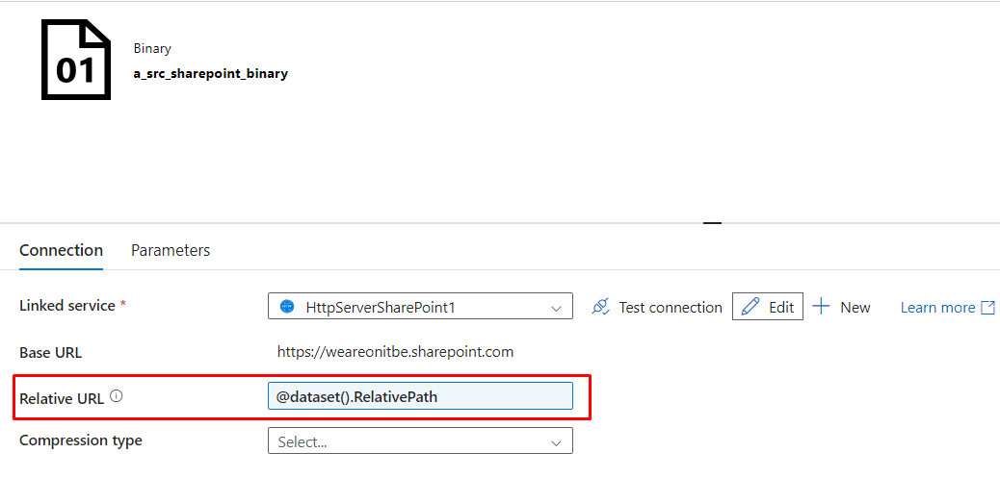 01
Binary
a_src_sharepoint_binary
Connection Parameters
Linked service * HttpServerSharePoint1 Test connection Edit New Learn more
Base URL https://weareonitbe.sharepoint.com
Relative URL @dataset().RelativePath
Compression type Select...